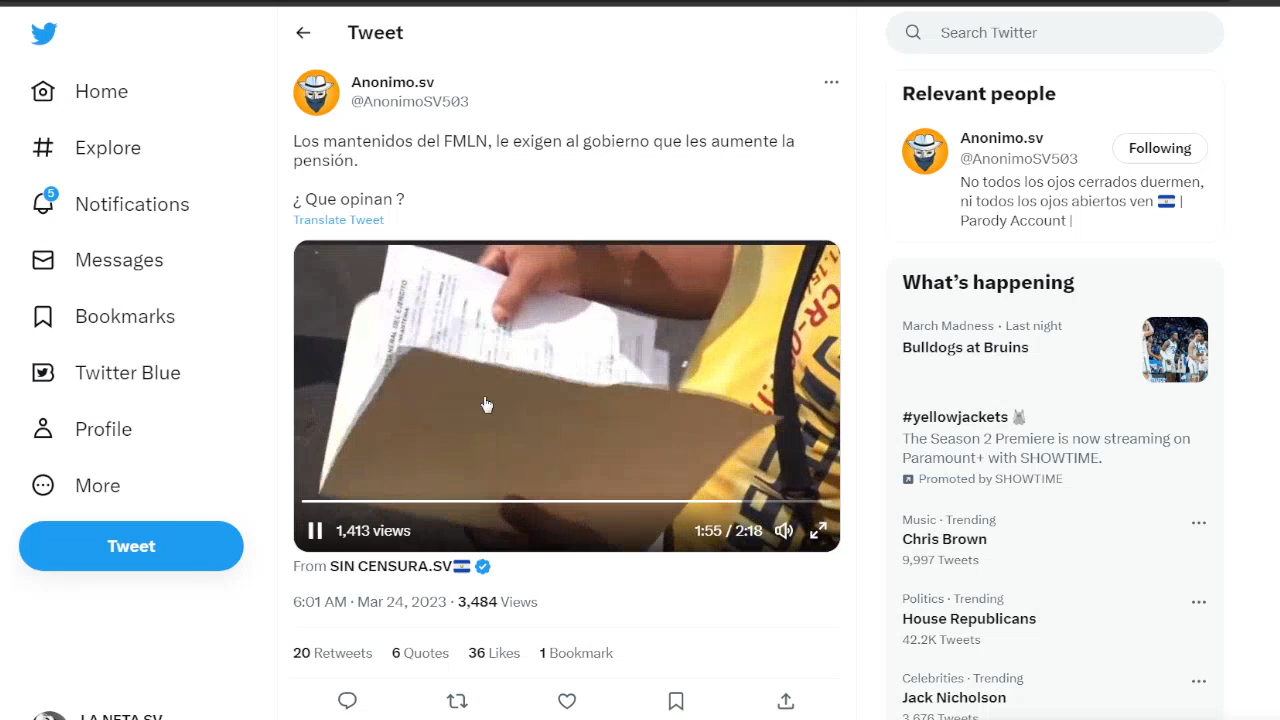 Tweet
Search Twitter
Home
Explore
5
Notifications
Messages
Bookmarks
Twitter Blue
Profile
More
Tweet
Anonimo.sv
@AnonimoSV503
Los mantenidos del FMLN, le exigen al gobierno que les aumente la
pensión.
¿ Que opinan ?
Translate Tweet
1,413 views
1:55 / 2:18
From SIN CENSURA.SV
6:01 AM · Mar 24, 2023 · 3,484 Views
20 Retweets 6 Quotes 36 Likes 1 Bookmark
Relevant people
Anonimo.sv
@AnonimoSV503
Following
No todos los ojos cerrados duermen,
ni todos los ojos abiertos ven |
Parody Account |
What's happening
March Madness · Last night
Bulldogs at Bruins
#yellowjackets
The Season 2 Premiere is now streaming on
Paramount+ with SHOWTIME.
Promoted by SHOWTIME
Music · Trending
Chris Brown
9,997 Tweets
Politics · Trending
House Republicans
42.2K Tweets
Celebrities · Trending
Jack Nicholson
3,676 Tweets
LA NETA SV